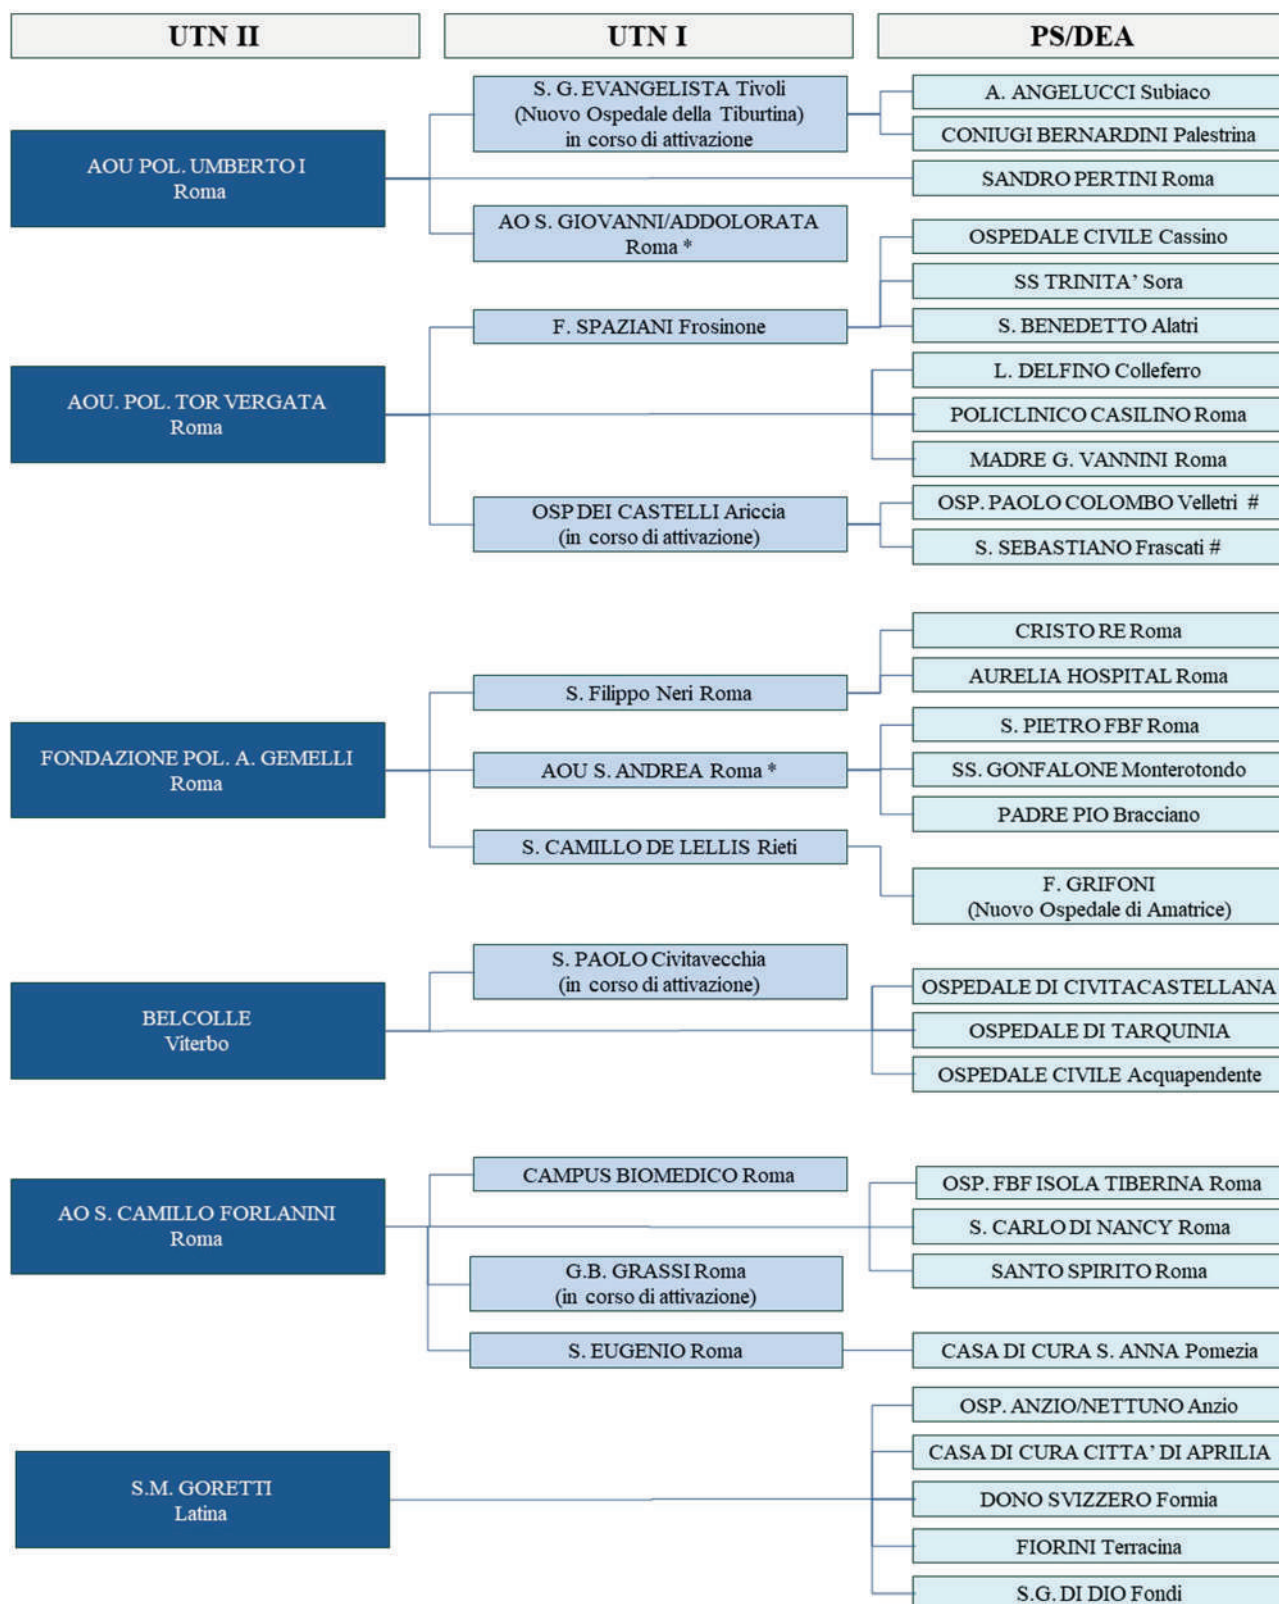 UTN II
UTN I
PS/DEA
AOU POL. UMBERTO I
Roma
S. G. EVANGELISTA Tivoli
(Nuovo Ospedale della Tiburtina)
in corso di attivazione
A. ANGELUCCI Subiaco
CONIUGI BERNARDINI Palestrina
SANDRO PERTINI Roma
AO S. GIOVANNI/ADDOLORATA
Roma *
AOU. POL. TOR VERGATA
Roma
F. SPAZIANI Frosinone
OSPEDALE CIVILE Cassino
SS TRINITA’ Sora
S. BENEDETTO Alatri
L. DELFINO Colleferro
POLICLINICO CASILINO Roma
MADRE G. VANNINI Roma
OSP DEI CASTELLI Ariccia
(in corso di attivazione)
OSP. PAOLO COLOMBO Velletri #
S. SEBASTIANO Frascati #
FONDAZIONE POL. A. GEMELLI
Roma
S. Filippo Neri Roma
CRISTO RE Roma
AURELIA HOSPITAL Roma
AOU S. ANDREA Roma *
S. PIETRO FBF Roma
SS. GONFALONE Monterotondo
PADRE PIO Bracciano
S. CAMILLO DE LELLIS Rieti
F. GRIFONI
(Nuovo Ospedale di Amatrice)
BELCOLLE
Viterbo
S. PAOLO Civitavecchia
(in corso di attivazione)
OSPEDALE DI CIVITACASTELLANA
OSPEDALE DI TARQUINIA
OSPEDALE CIVILE Acquapendente
AO S. CAMILLO FORLANINI
Roma
CAMPUS BIOMEDICO Roma
OSP. FBF ISOLA TIBERINA Roma
S. CARLO DI NANCY Roma
SANTO SPIRITO Roma
G.B. GRASSI Roma
(in corso di attivazione)
S. EUGENIO Roma
CASA DI CURA S. ANNA Pomezia
S.M. GORETTI
Latina
OSP. ANZIO/NETTUNO Anzio
CASA DI CURA CITTA’ DI APRILIA
DONO SVIZZERO Formia
FIORINI Terracina
S.G. DI DIO Fondi